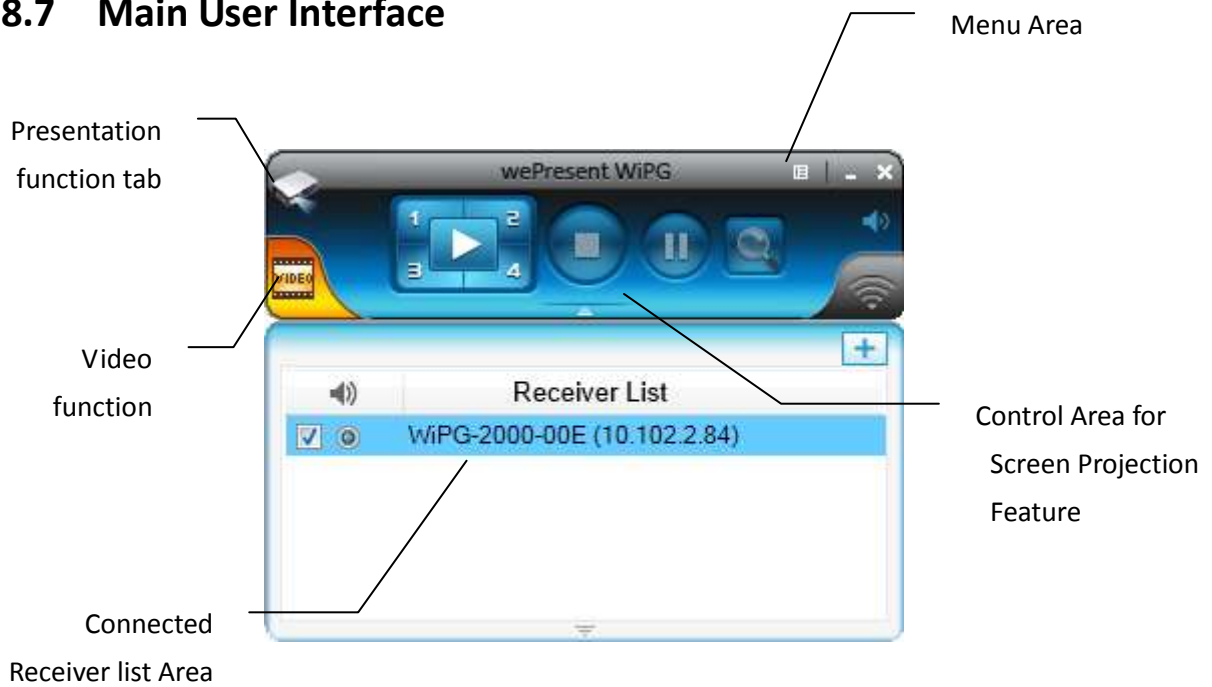 8.7 Main User Interface
Menu Area
Presentation
function tab
wePresent WiPG
1 2
3 4
VIDEO
Video
function
Receiver List
WiPG-2000-00E (10.102.2.84)
Control Area for
Screen Projection
Feature
Connected
Receiver list Area